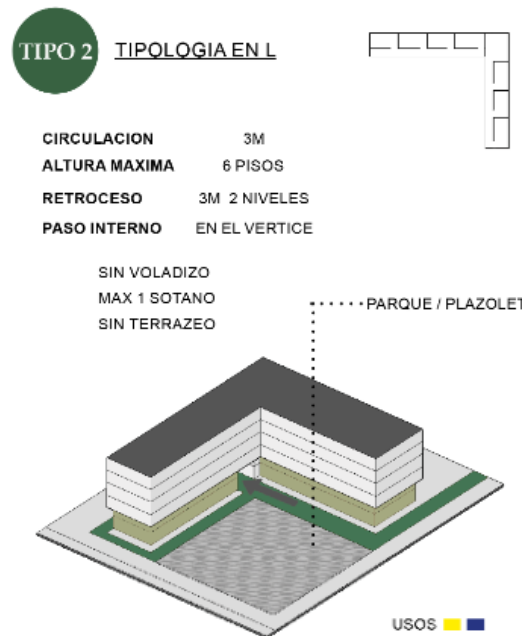 TIPO 2
TIPOLOGIA EN L
CIRCULACION 3M
ALTURA MAXIMA 6 PISOS
RETROCESO 3M 2 NIVELES
PASO INTERNO EN EL VERTICE
SIN VOLADIZO
MAX 1 SOTANO
SIN TERRAZEO
PARQUE / PLAZOLET
USOS